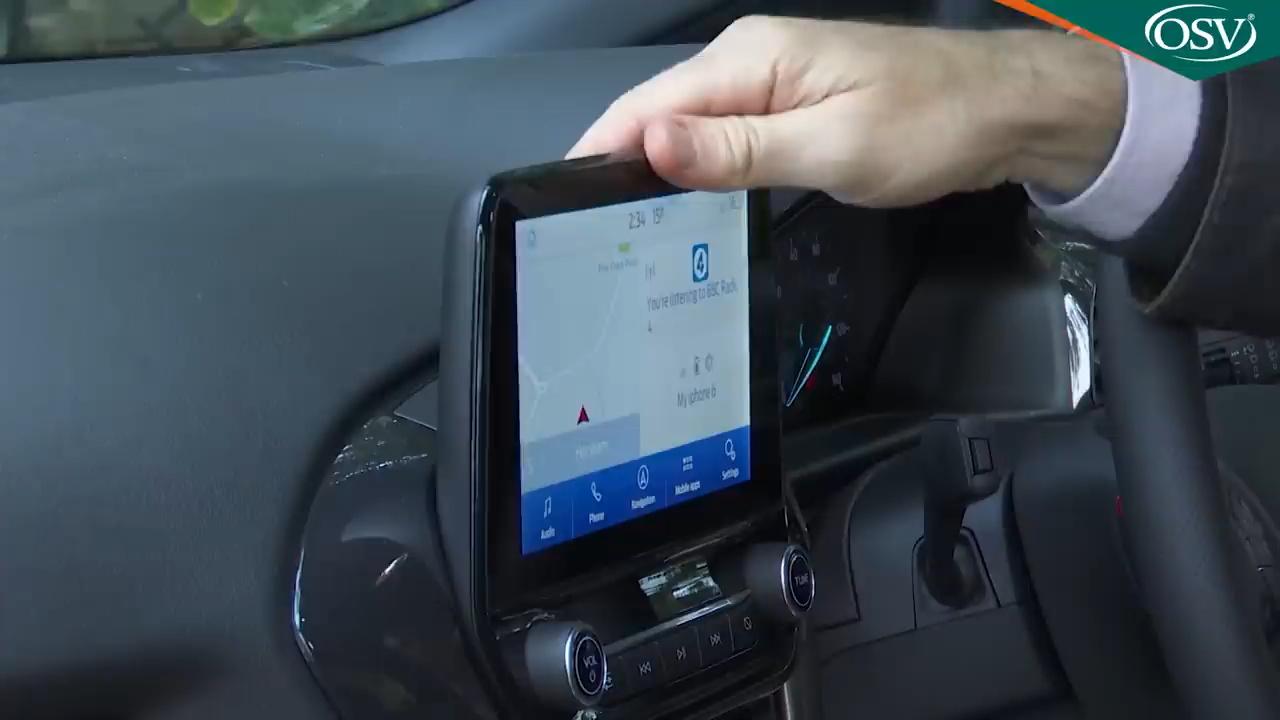 OSV
2:34 15°
You're listening to BBC Radio
4
My iphone 6
Audio
Phone
Navigation
Mobile apps
Settings
TUNE
VOL